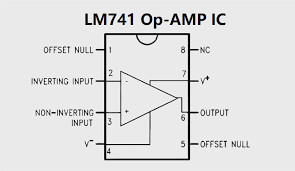 LM741 Op-AMP IC
OFFSET NULL 1 8 NC
INVERTING INPUT 2 - 7 V+
NON-INVERTING INPUT 3 + 6 OUTPUT
V- 4 5 OFFSET NULL